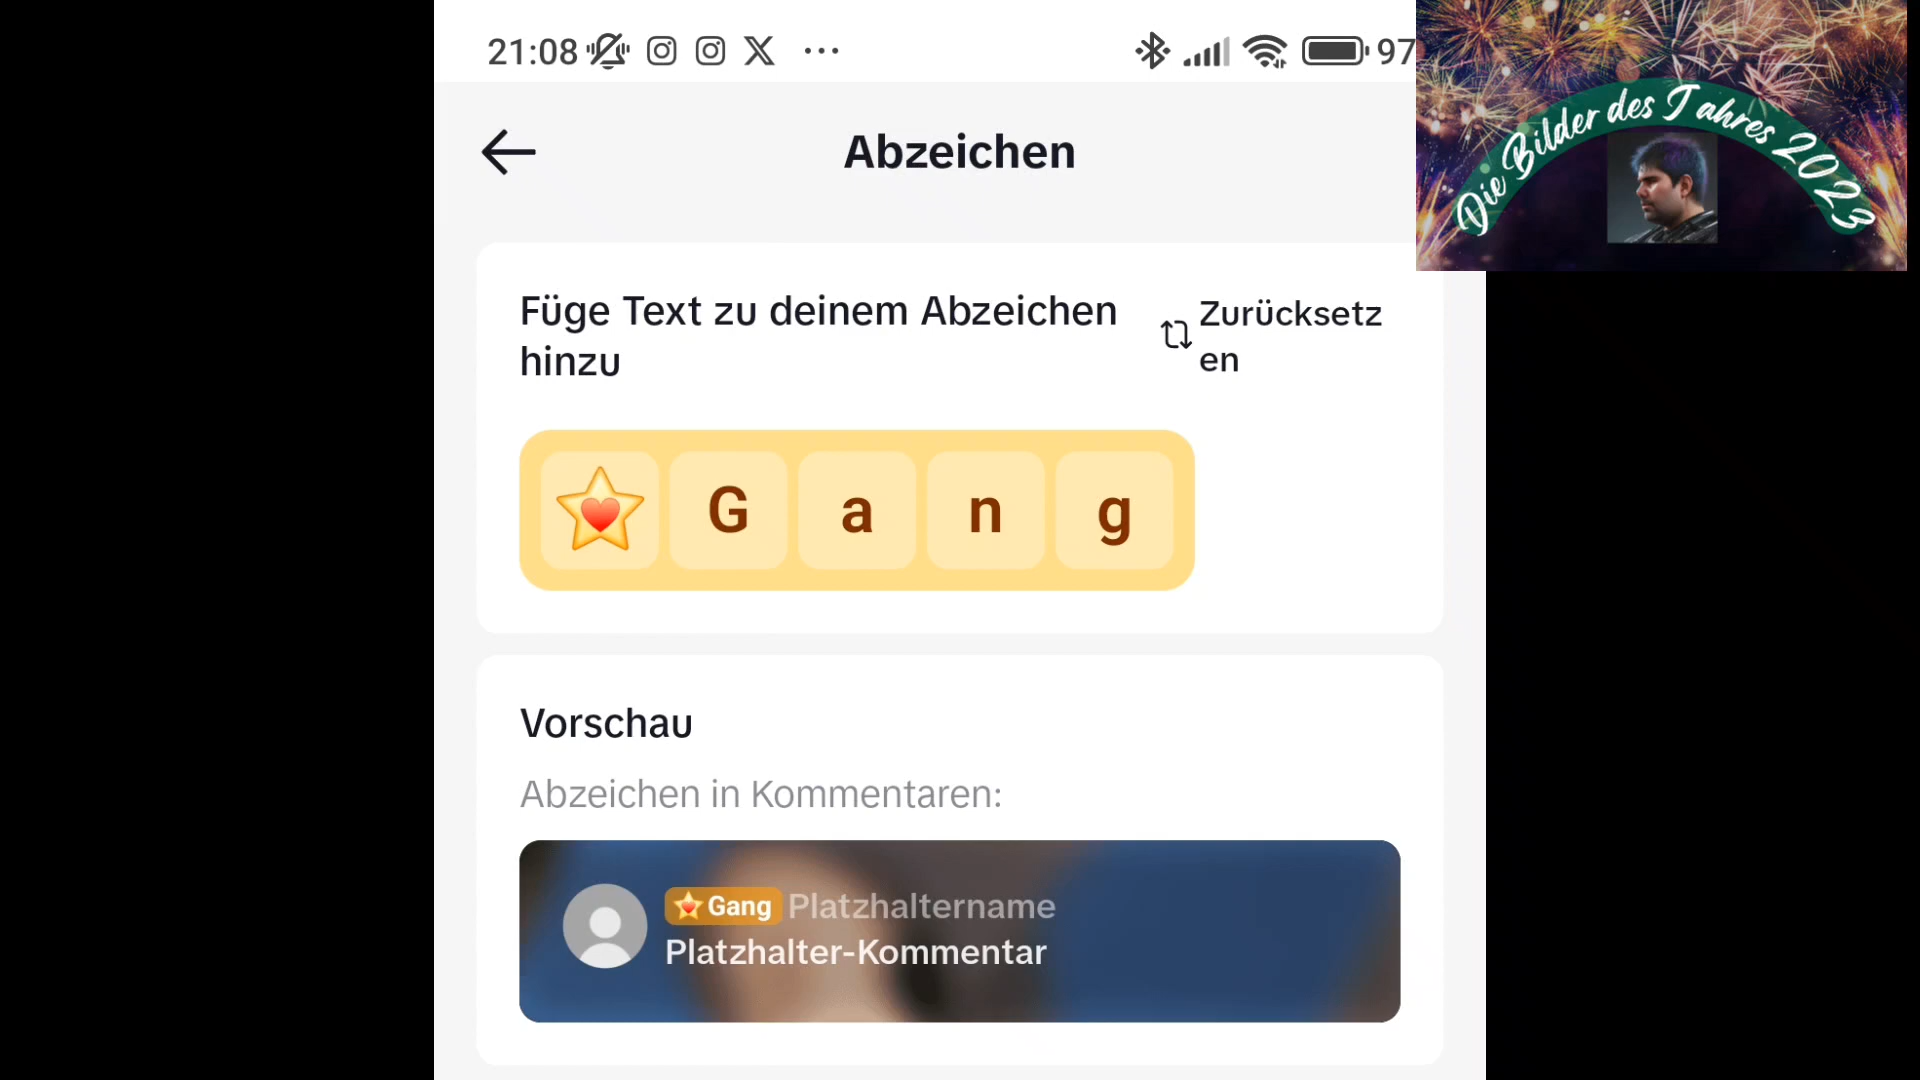 21:08
97
Die Bilder des Jahres 2023
Abzeichen
Füge Text zu deinem Abzeichen
hinzu
Zurücksetz
en
G a n g
Vorschau
Abzeichen in Kommentaren:
Gang Platzhaltername
Platzhalter-Kommentar